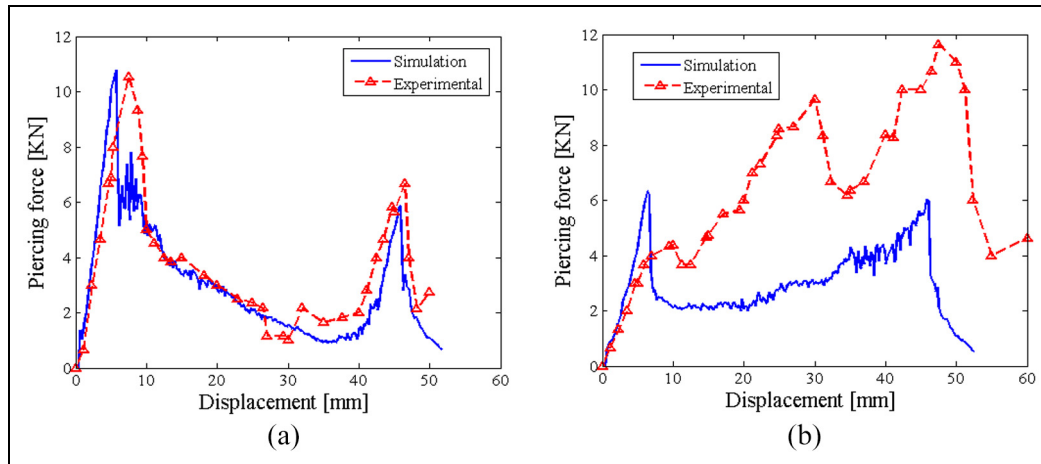 12
10
8
6
4
2
0
Piercing force [KN]
Simulation
Experimental
0 10 20 30 40 50 60
Displacement [mm]
(a)
12
10
8
6
4
2
0
Piercing force [KN]
Simulation
Experimental
0 10 20 30 40 50 60
Displacement [mm]
(b)